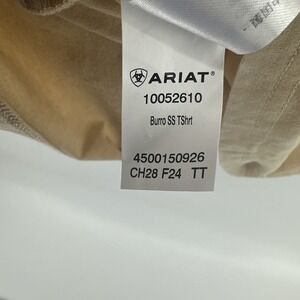 ARIAT®
10052610
Burro SS TShrt
4500150926
CH28 F24 TT